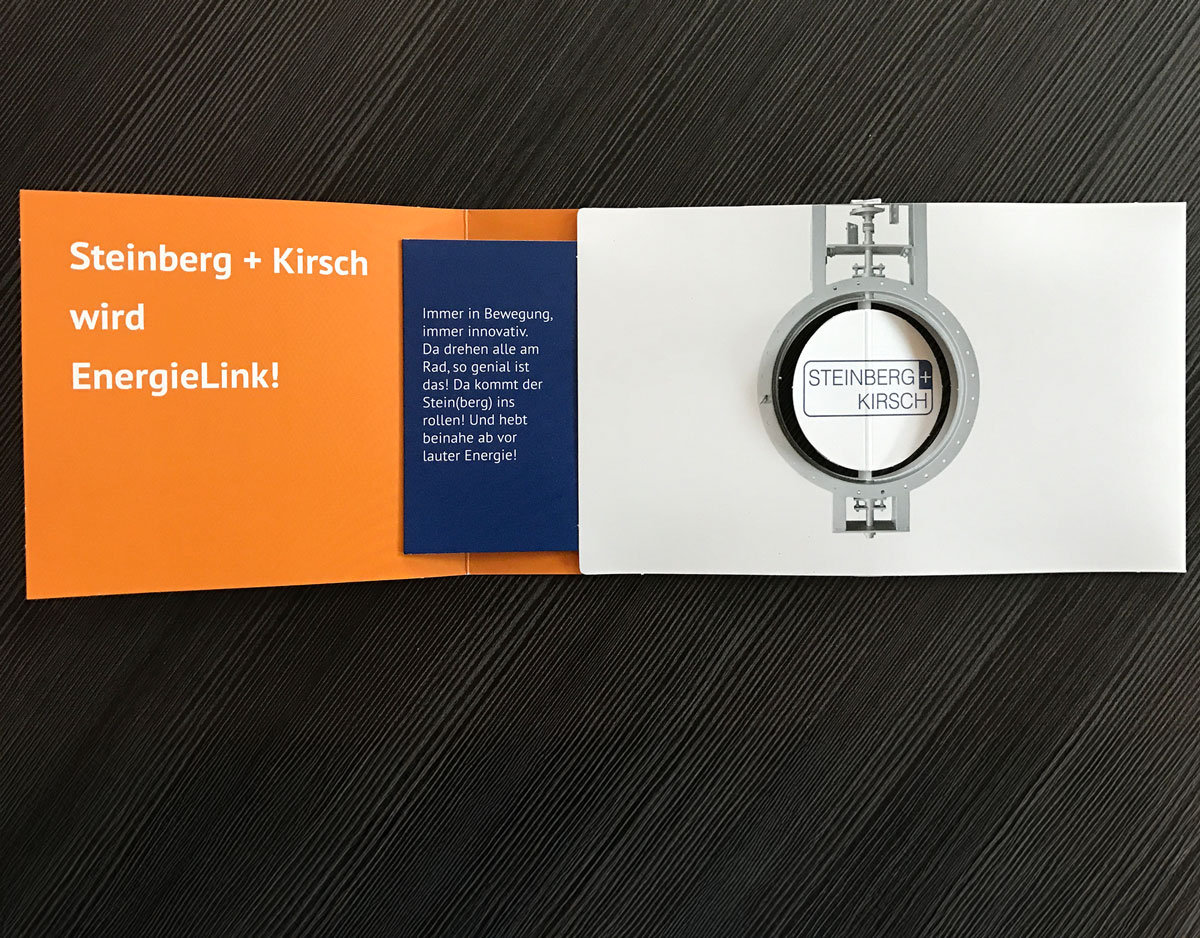 Steinberg + Kirsch
wird
EnergieLink!
Immer in Bewegung,
immer innovativ.
Da drehen alle am
Rad, so genial ist
das! Da kommt der
Stein(berg) ins
rollen! Und hebt
beinahe ab vor
lauter Energie!
STEINBERG+
KIRSCH